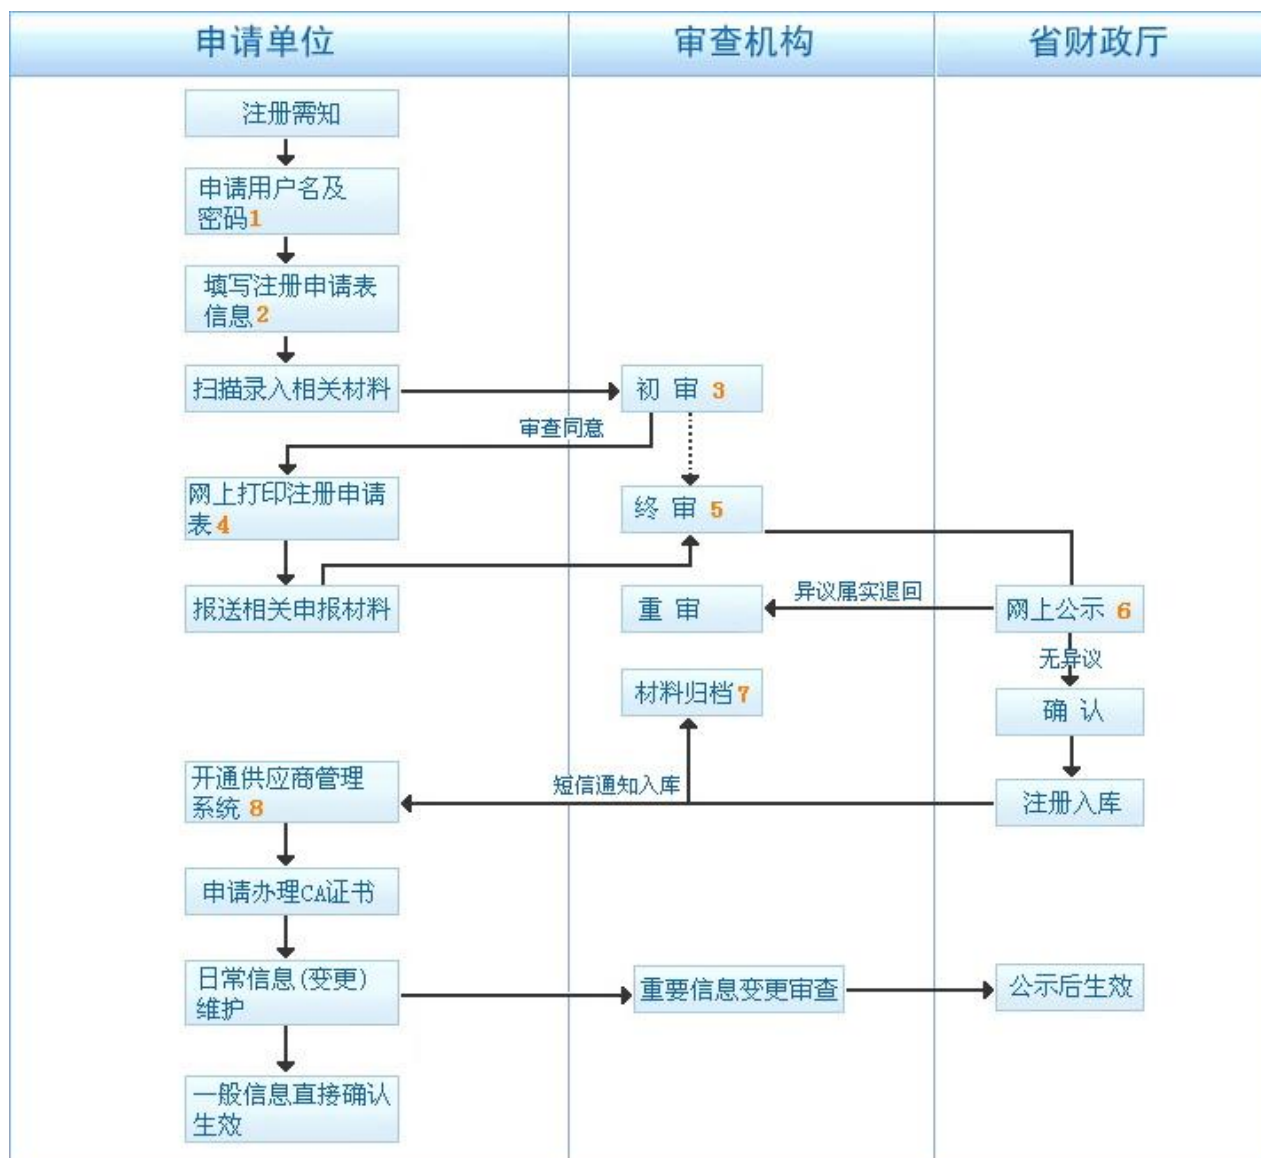 申请单位
审查机构
省财政厅
注册需知
申请用户名及
密码1
填写注册申请表
信息2
扫描录入相关材料
初 审 3
审查同意
网上打印注册申请
表4
终 审 5
报送相关申报材料
重 审
异议属实退回
网上公示 6
无异议
材料归档7
确 认
开通供应商管理
系统 8
短信通知入库
注册入库
申请办理CA证书
日常信息(变更)
维护
重要信息变更审查
公示后生效
一般信息直接确认
生效